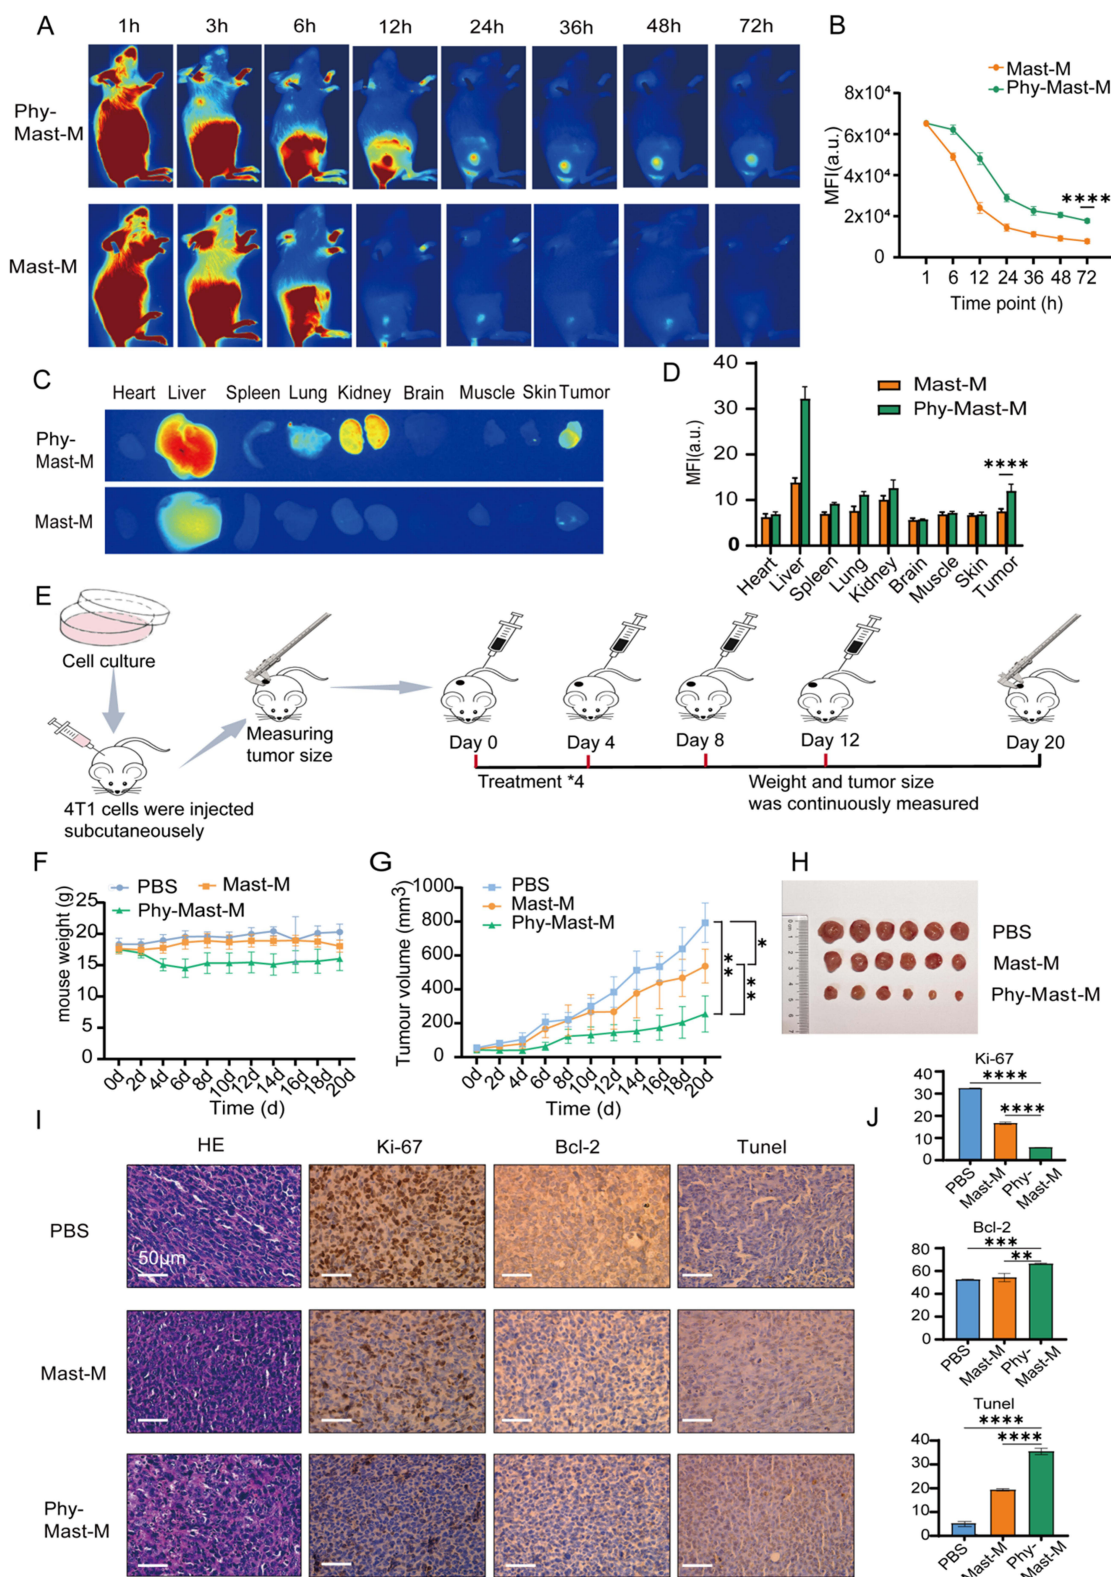 A
1h 3h 6h 12h 24h 36h 48h 72h
Phy-
Mast-M
Mast-M
B
Mast-M
Phy-Mast-M
8x10⁴
6x10⁴
4x10⁴
2x10⁴
0
MFI(a.u.)
****
1 6 12 24 36 48 72
Time point (h)
C
Heart Liver Spleen Lung Kidney Brain Muscle Skin Tumor
Phy-
Mast-M
Mast-M
D
Mast-M
Phy-Mast-M
40
30
20
10
0
MFI(a.u.)
****
Heart Liver Spleen Lung Kidney Brain Muscle Skin Tumor
E
Cell culture
4T1 cells were injected
subcutaneousely
Measuring
tumor size
Day 0 Day 4 Day 8 Day 12 Day 20
Treatment *4
Weight and tumor size
was continuously measured
F
PBS Mast-M
Phy-Mast-M
mouse weight (g)
25
20
15
10
5
0
0d 2d 4d 6d 8d 10d 12d 14d 16d 18d 20d
Time (d)
G
PBS
Mast-M
Phy-Mast-M
Tumour volume (mm3)
1000
800
600
400
200
0
0d 2d 4d 6d 8d 10d 12d 14d 16d 18d 20d
Time (d)
*
**
**
H
PBS
Mast-M
Phy-Mast-M
I
HE Ki-67 Bcl-2 Tunel
PBS
50μm
Mast-M
Phy-
Mast-M
J
Ki-67
****
****
40
30
20
10
0
PBS Mast-M Phy-
Mast-M
Bcl-2
***
**
80
60
40
20
0
PBS Mast-M Phy-
Mast-M
Tunel
****
****
40
30
20
10
0
PBS Mast-M Phy-
Mast-M